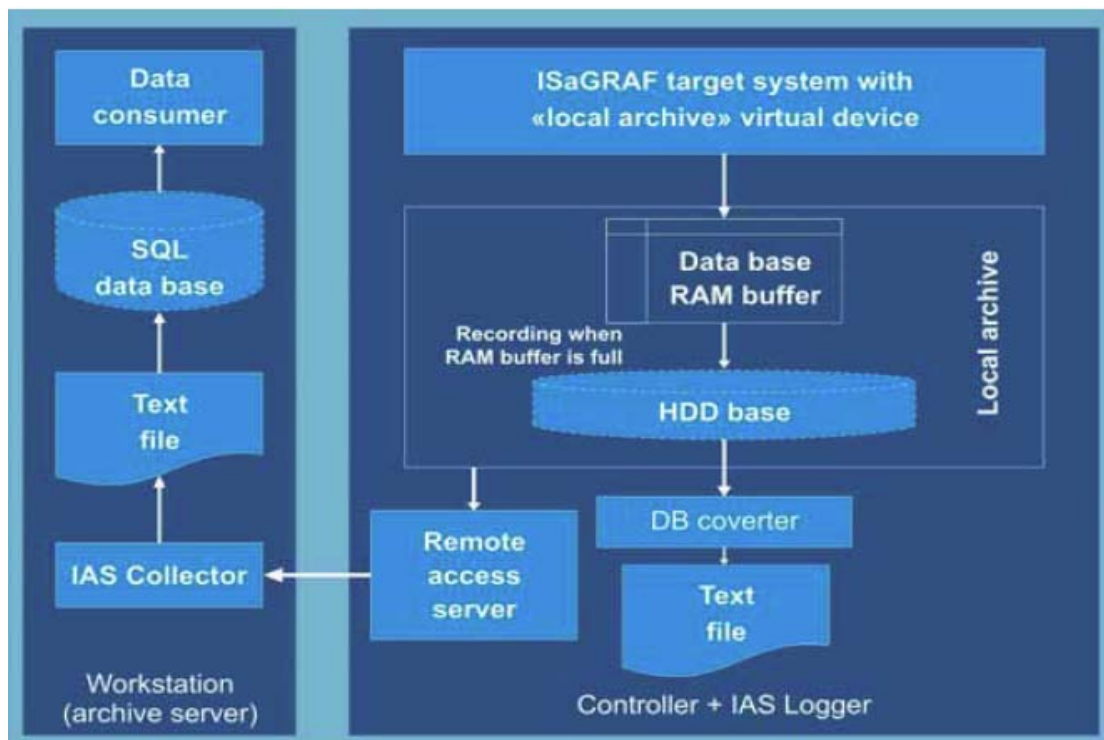 Data
consumer
SQL
data base
Text
file
IAS Collector
Workstation
(archive server)
ISaGRAF target system with
«local archive» virtual device
Data base
RAM buffer
Recording when
RAM buffer is full
HDD base
Local archive
DB coverter
Remote
access
server
Text
file
Controller + IAS Logger